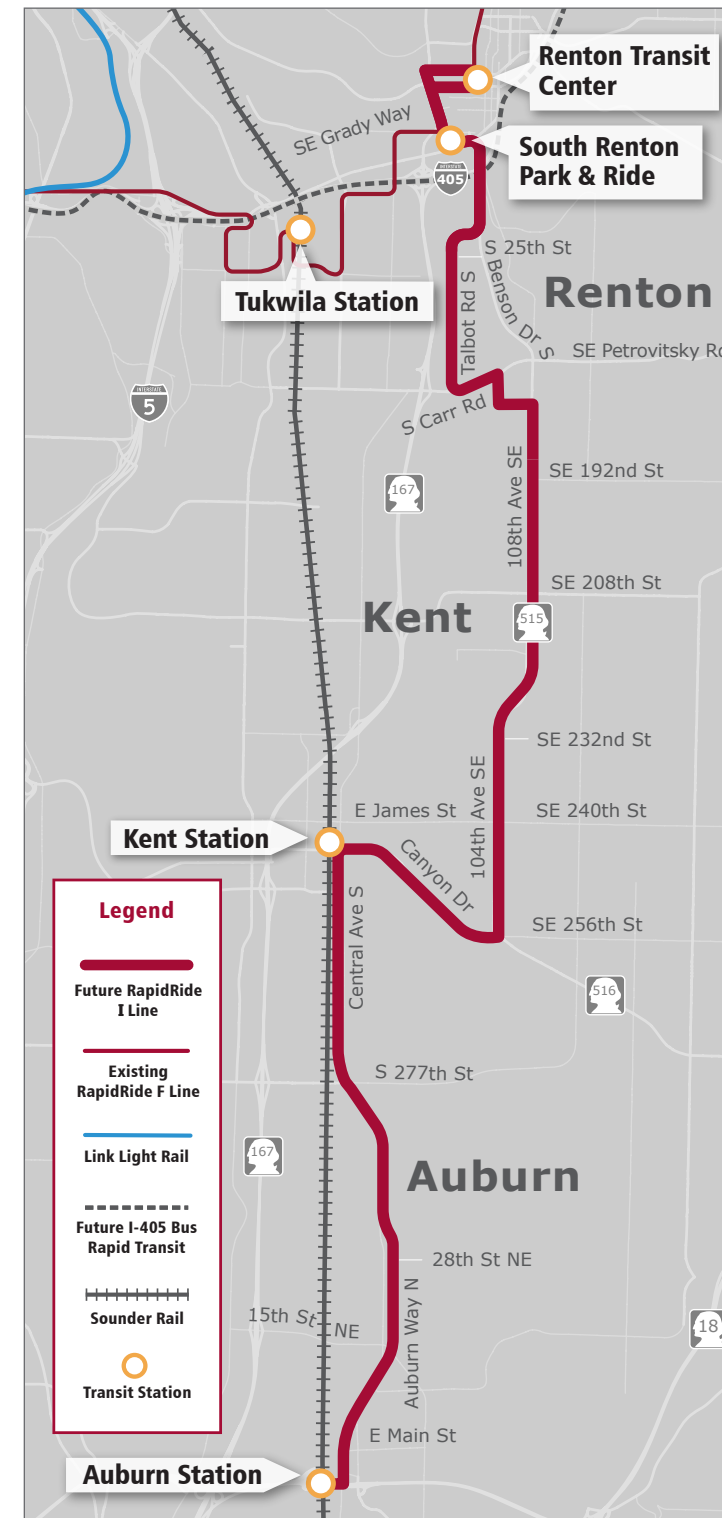 Renton Transit
Center
SE Grady Way
South Renton
Park & Ride
INTERSTATE
405
S 25th St
Tukwila Station
Talbot Rd S
Benson Dr S
Renton
SE Petrovitsky Rd
INTERSTATE
5
S Carr Rd
167
108th Ave SE
SE 192nd St
SE 208th St
Kent
515
SE 232nd St
104th Ave SE
E James St
SE 240th St
Kent Station
Canyon Dr
SE 256th St
Central Ave S
516
Legend
Future RapidRide
I Line
Existing
RapidRide F Line
Link Light Rail
Future I-405 Bus
Rapid Transit
Sounder Rail
Transit Station
S 277th St
167
Auburn
28th St NE
15th St NE
Auburn Way N
18
E Main St
Auburn Station